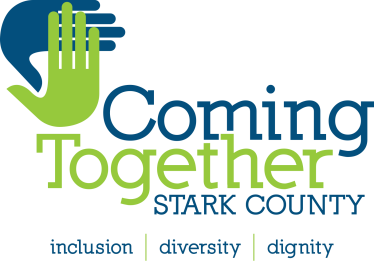 Coming
Together
STARK COUNTY
inclusion | diversity | dignity